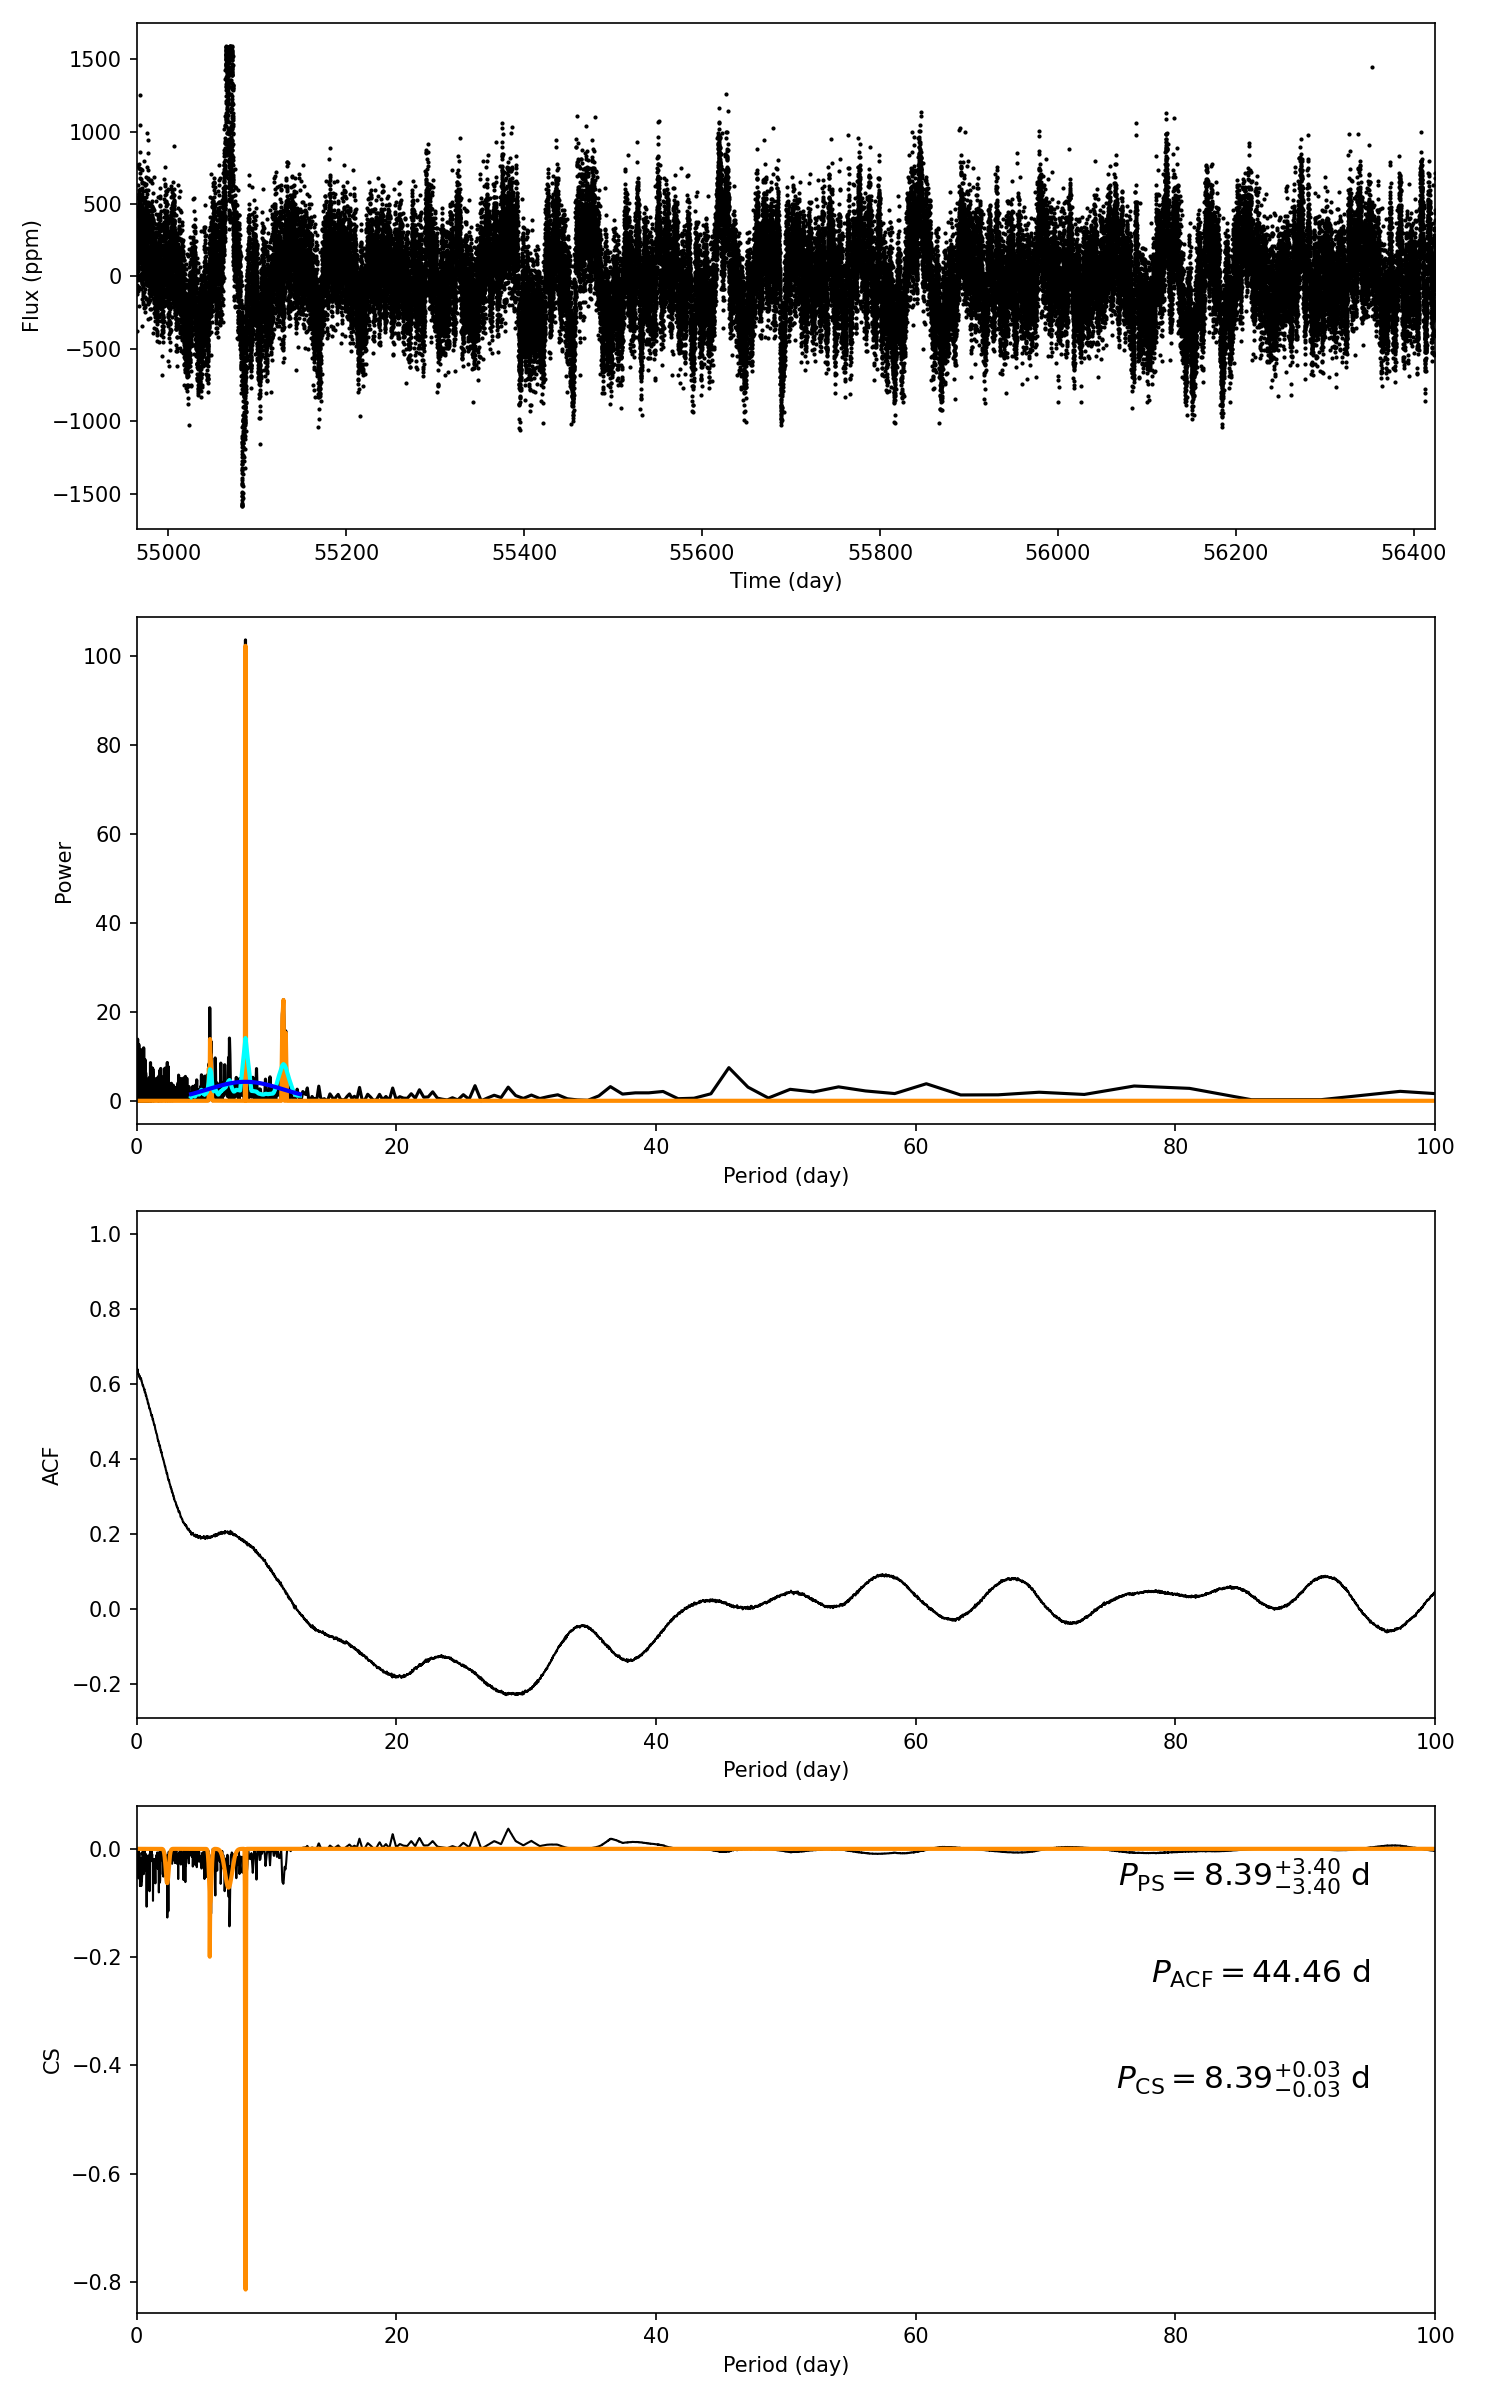 1500
1000
500
0
−500
−1000
−1500
Flux (ppm)
55000 55200 55400 55600 55800 56000 56200 56400
Time (day)
100
80
60
40
20
0
Power
0 20 40 60 80 100
Period (day)
1.0
0.8
0.6
0.4
0.2
0.0
−0.2
ACF
0 20 40 60 80 100
Period (day)
0.0
−0.2
−0.4
−0.6
−0.8
CS
P_PS = 8.39^{+3.40}_{−3.40} d
P_ACF = 44.46 d
P_CS = 8.39^{+0.03}_{−0.03} d
0 20 40 60 80 100
Period (day)